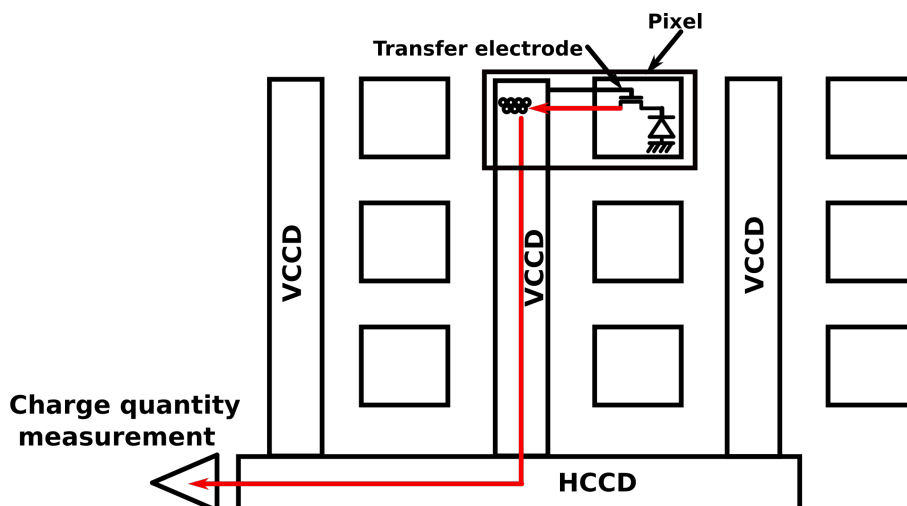 Pixel
Transfer electrode
VCCD
VCCD
VCCD
Charge quantity
measurement
HCCD